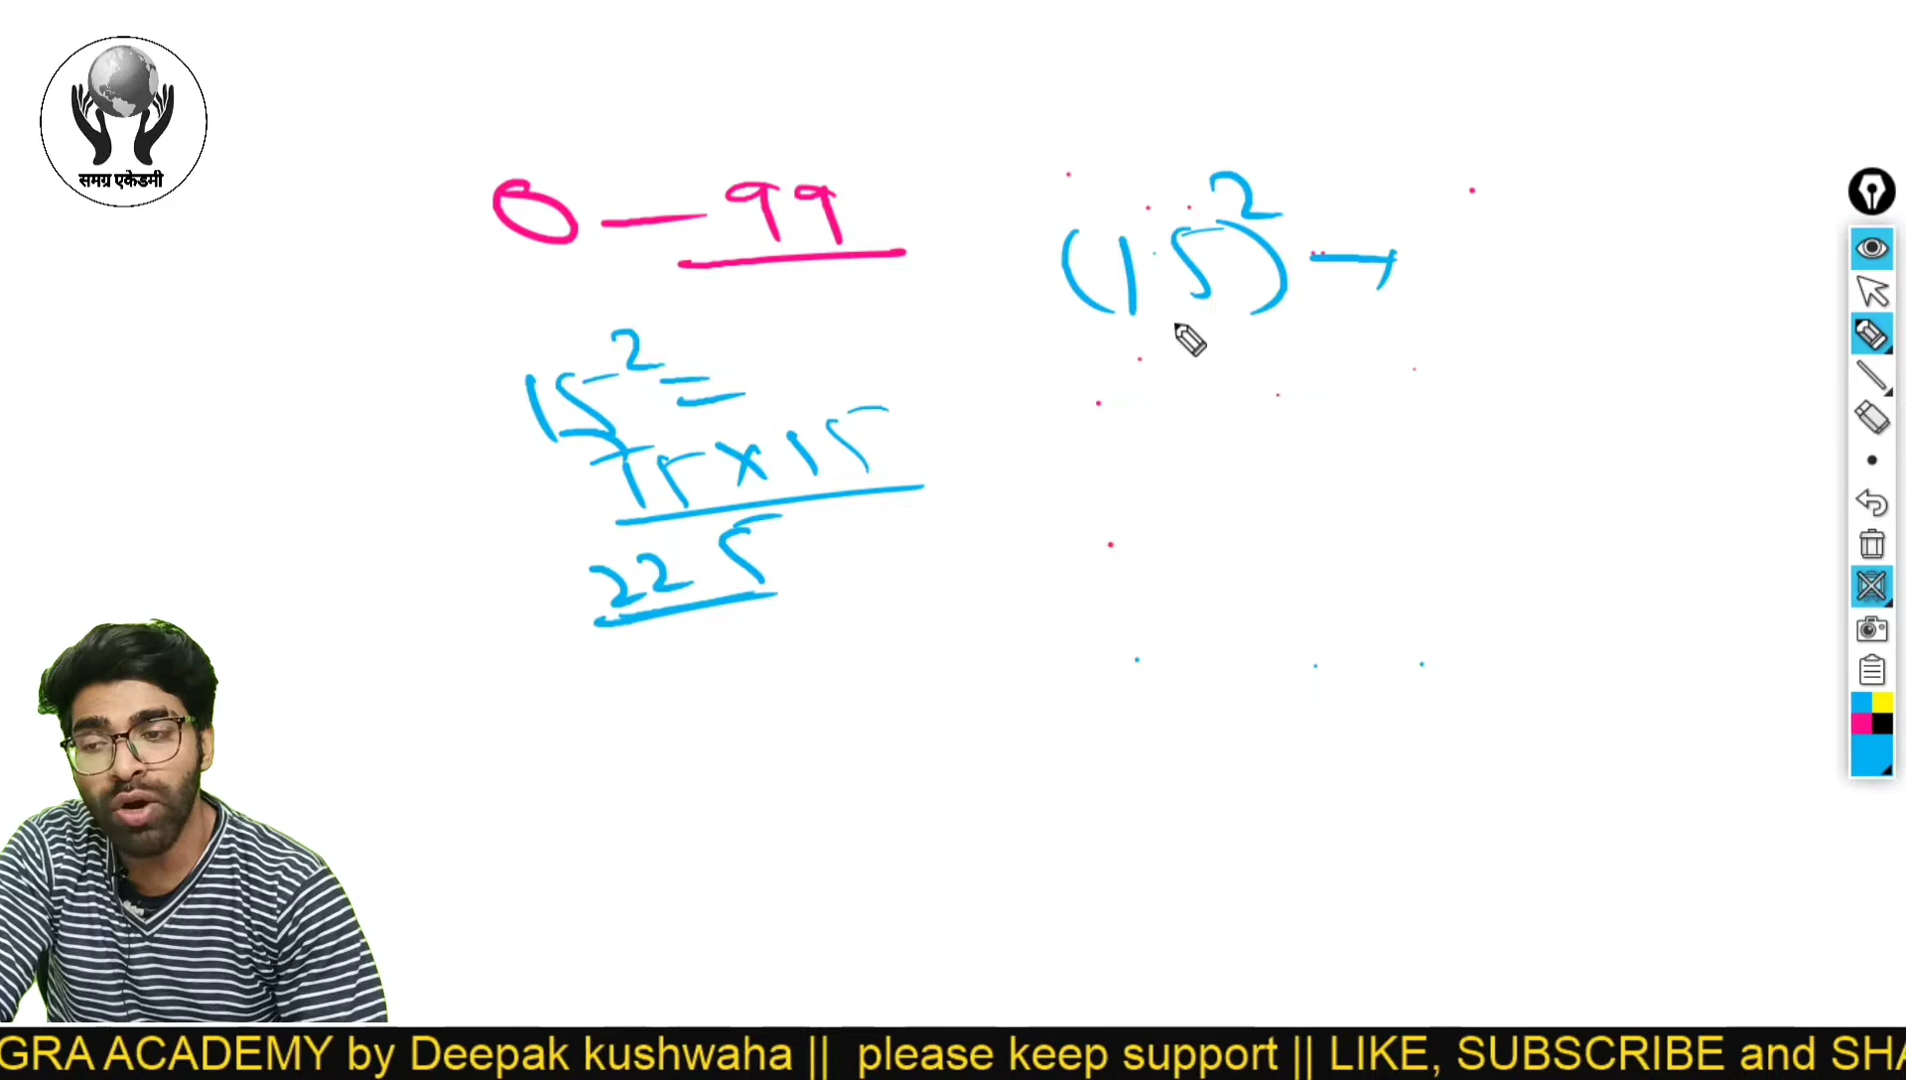 समग्र एकेडमी
0 — 99
15² =
15 × 15
225
(15)² →
GRA ACADEMY by Deepak kushwaha || please keep support || LIKE, SUBSCRIBE and SHA